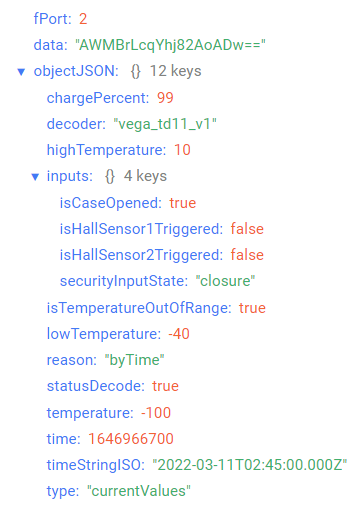 fPort: 2
data: "AWMBrLcqYhj82AoADw=="
▼ objectJSON: {} 12 keys
chargePercent: 99
decoder: "vega_td11_v1"
highTemperature: 10
▼ inputs: {} 4 keys
isCaseOpened: true
isHallSensor1Triggered: false
isHallSensor2Triggered: false
securityInputState: "closure"
isTemperatureOutOfRange: true
lowTemperature: -40
reason: "byTime"
statusDecode: true
temperature: -100
time: 1646966700
timeStringISO: "2022-03-11T02:45:00.000Z"
type: "currentValues"